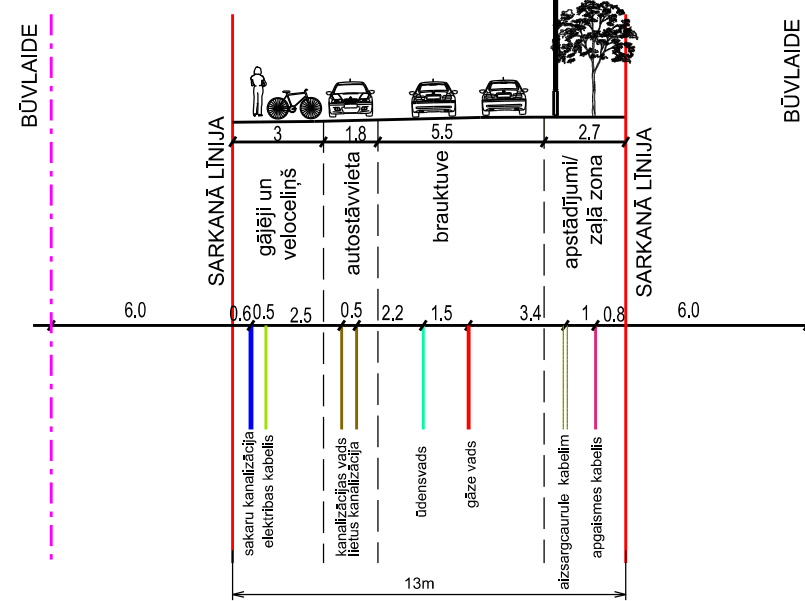 BŪVLAIDE
BŪVLAIDE
SARKANĀ LĪNIJA
SARKANĀ LĪNIJA
3
1.8
5.5
2.7
gājēji un
veloceliņš
autostāvvieta
brauktuve
apstādījumi/
zaļā zona
6.0
0.6
0.5
2.5
0.5
2.2
1.5
3.4
1
0.8
6.0
sakaru kanalizācija
elektrības kabelis
kanalizācijas vads
lietus kanalizācija
ūdensvads
gāze vads
aizsargcaurule kabelim
apgaismes kabelis
13m